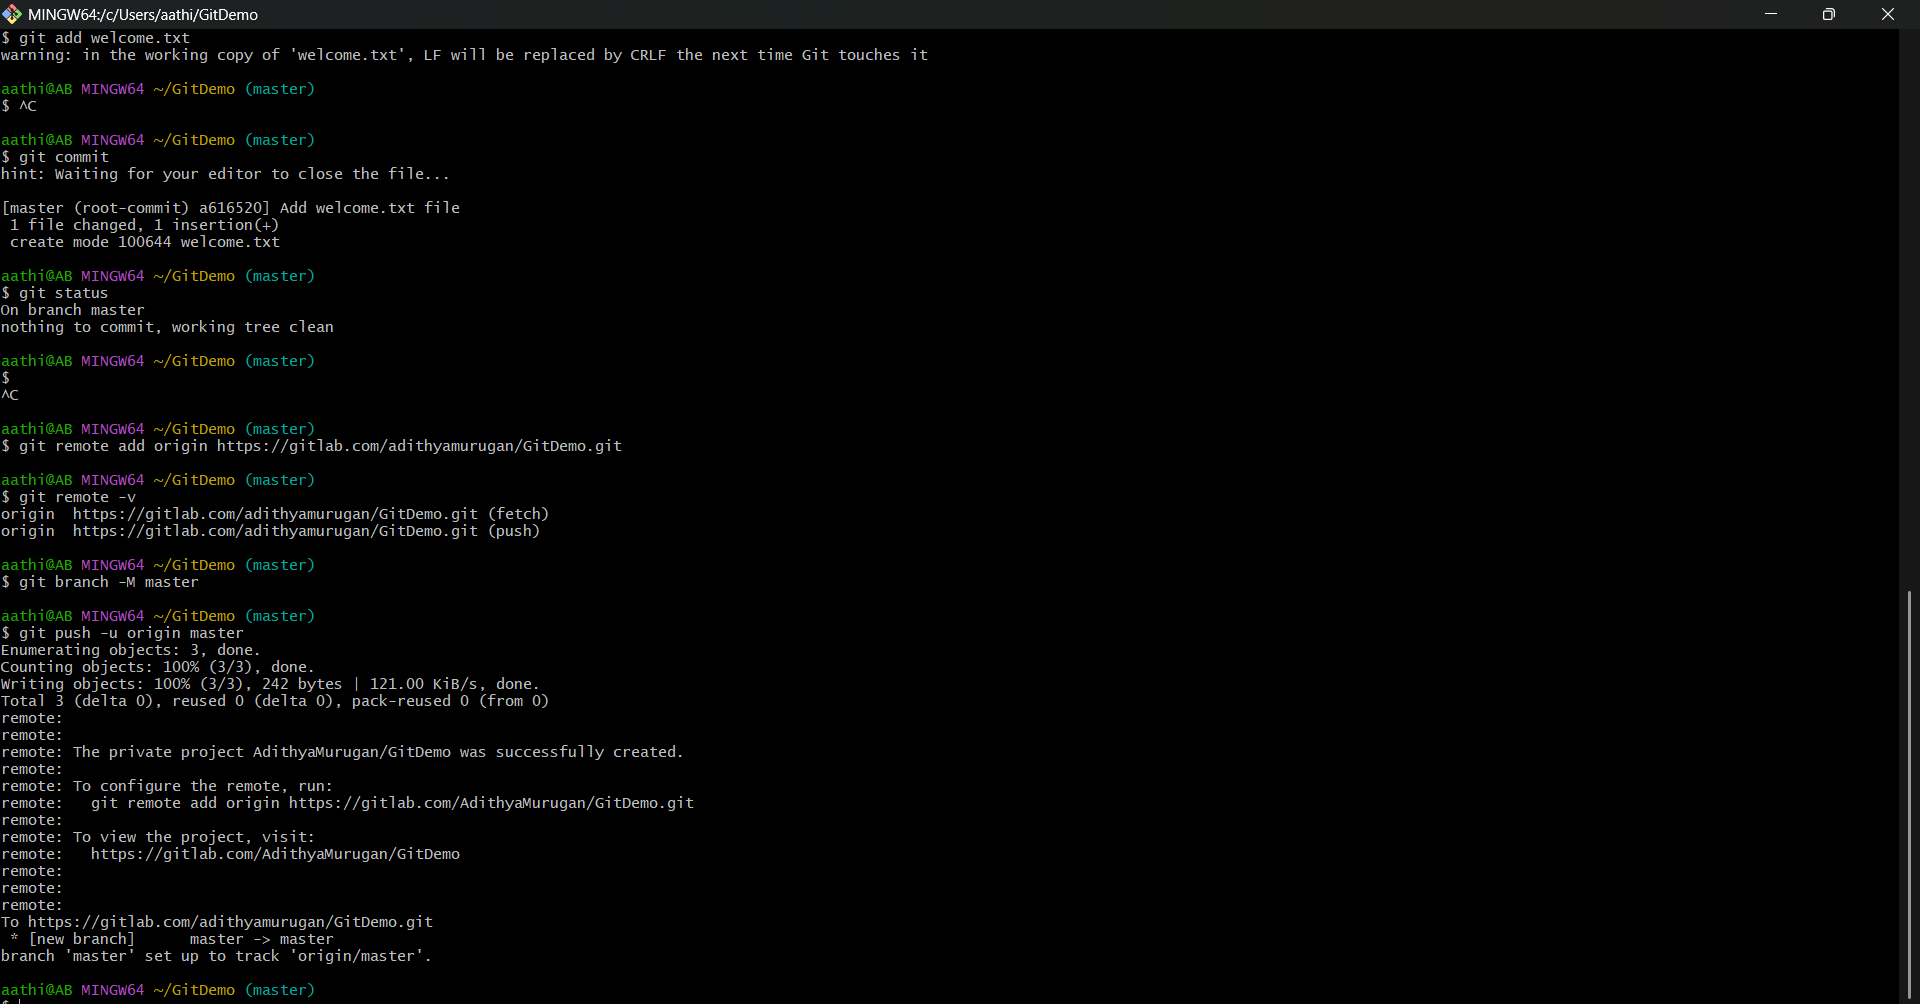 MINGW64:/c/Users/aathi/GitDemo
$ git add welcome.txt
warning: in the working copy of 'welcome.txt', LF will be replaced by CRLF the next time Git touches it
aathi@AB MINGW64 ~/GitDemo (master)
$ ^C
aathi@AB MINGW64 ~/GitDemo (master)
$ git commit
hint: Waiting for your editor to close the file...
[master (root-commit) a616520] Add welcome.txt file
 1 file changed, 1 insertion(+)
 create mode 100644 welcome.txt
aathi@AB MINGW64 ~/GitDemo (master)
$ git status
On branch master
nothing to commit, working tree clean
aathi@AB MINGW64 ~/GitDemo (master)
$
^C
aathi@AB MINGW64 ~/GitDemo (master)
$ git remote add origin https://gitlab.com/adithyamurugan/GitDemo.git
aathi@AB MINGW64 ~/GitDemo (master)
$ git remote -v
origin  https://gitlab.com/adithyamurugan/GitDemo.git (fetch)
origin  https://gitlab.com/adithyamurugan/GitDemo.git (push)
aathi@AB MINGW64 ~/GitDemo (master)
$ git branch -M master
aathi@AB MINGW64 ~/GitDemo (master)
$ git push -u origin master
Enumerating objects: 3, done.
Counting objects: 100% (3/3), done.
Writing objects: 100% (3/3), 242 bytes | 121.00 KiB/s, done.
Total 3 (delta 0), reused 0 (delta 0), pack-reused 0 (from 0)
remote:
remote:
remote: The private project AdithyaMurugan/GitDemo was successfully created.
remote:
remote: To configure the remote, run:
remote:   git remote add origin https://gitlab.com/AdithyaMurugan/GitDemo.git
remote:
remote: To view the project, visit:
remote:   https://gitlab.com/AdithyaMurugan/GitDemo
remote:
remote:
remote:
To https://gitlab.com/adithyamurugan/GitDemo.git
 * [new branch]      master -> master
branch 'master' set up to track 'origin/master'.
aathi@AB MINGW64 ~/GitDemo (master)
$